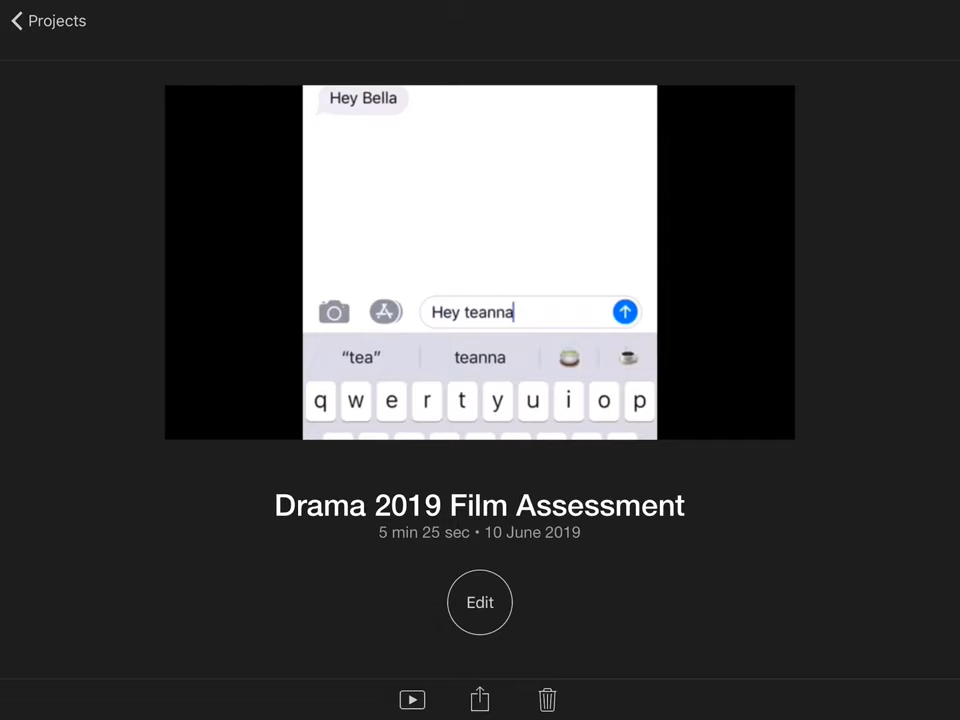 Projects
Hey Bella
Hey teanna
“tea” teanna
q w e r t y u i o p
Drama 2019 Film Assessment
5 min 25 sec • 10 June 2019
Edit